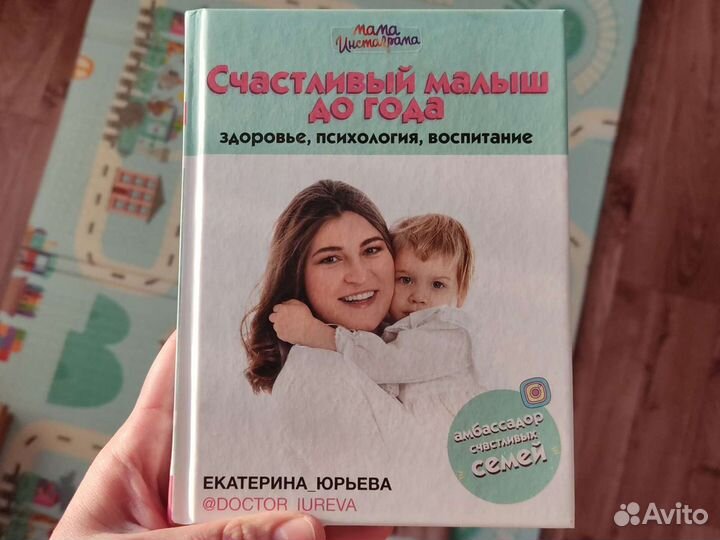 мама
Инстаграма
Счастливый малыш
до года
здоровье, психология, воспитание
амбассадор
счастливых
семей
ЕКАТЕРИНА_ЮРЬЕВА
@DOCTOR_IUREVA
Avito